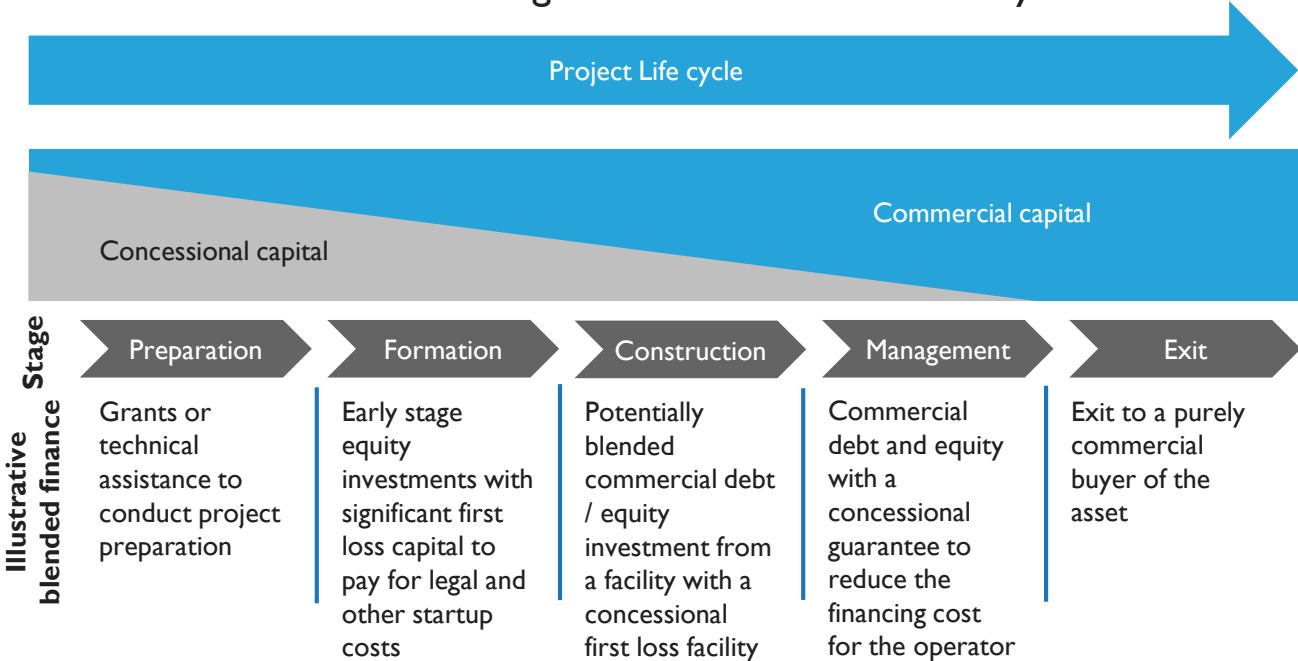 Project Life cycle
Commercial capital
Concessional capital
Stage
Preparation
Formation
Construction
Management
Exit
Illustrative
blended finance
Grants or
technical
assistance to
conduct project
preparation
Early stage
equity
investments with
significant first
loss capital to
pay for legal and
other startup
costs
Potentially
blended
commercial debt
/ equity
investment from
a facility with a
concessional
first loss facility
Commercial
debt and equity
with a
concessional
guarantee to
reduce the
financing cost
for the operator
Exit to a purely
commercial
buyer of the
asset